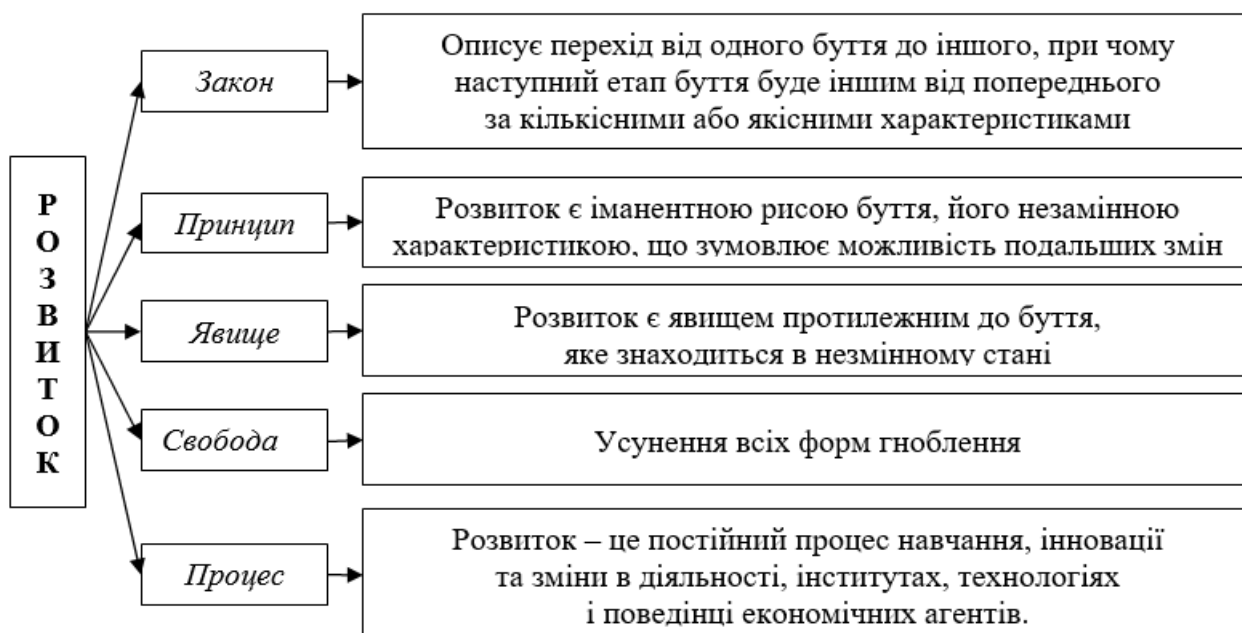 РОЗВИТОК
Закон
Описує перехід від одного буття до іншого, при чому
наступний етап буття буде іншим від попереднього
за кількісними або якісними характеристиками
Принцип
Розвиток є іманентною рисою буття, його незамінною
характеристикою, що зумовлює можливість подальших змін
Явище
Розвиток є явищем протилежним до буття,
яке знаходиться в незмінному стані
Свобода
Усунення всіх форм гноблення
Процес
Розвиток – це постійний процес навчання, інновації
та зміни в діяльності, інститутах, технологіях
і поведінці економічних агентів.